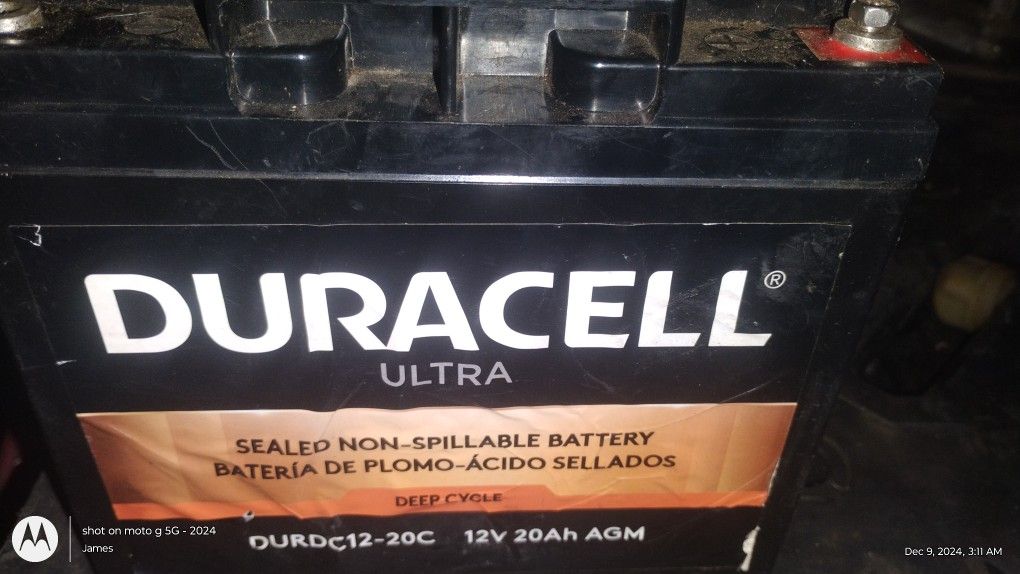 DURACELL®
ULTRA
SEALED NON-SPILLABLE BATTERY
BATERÍA DE PLOMO-ÁCIDO SELLADOS
DEEP CYCLE
DURDC12-20C 12V 20Ah AGM
shot on moto g 5G - 2024
James
Dec 9, 2024, 3:11 AM